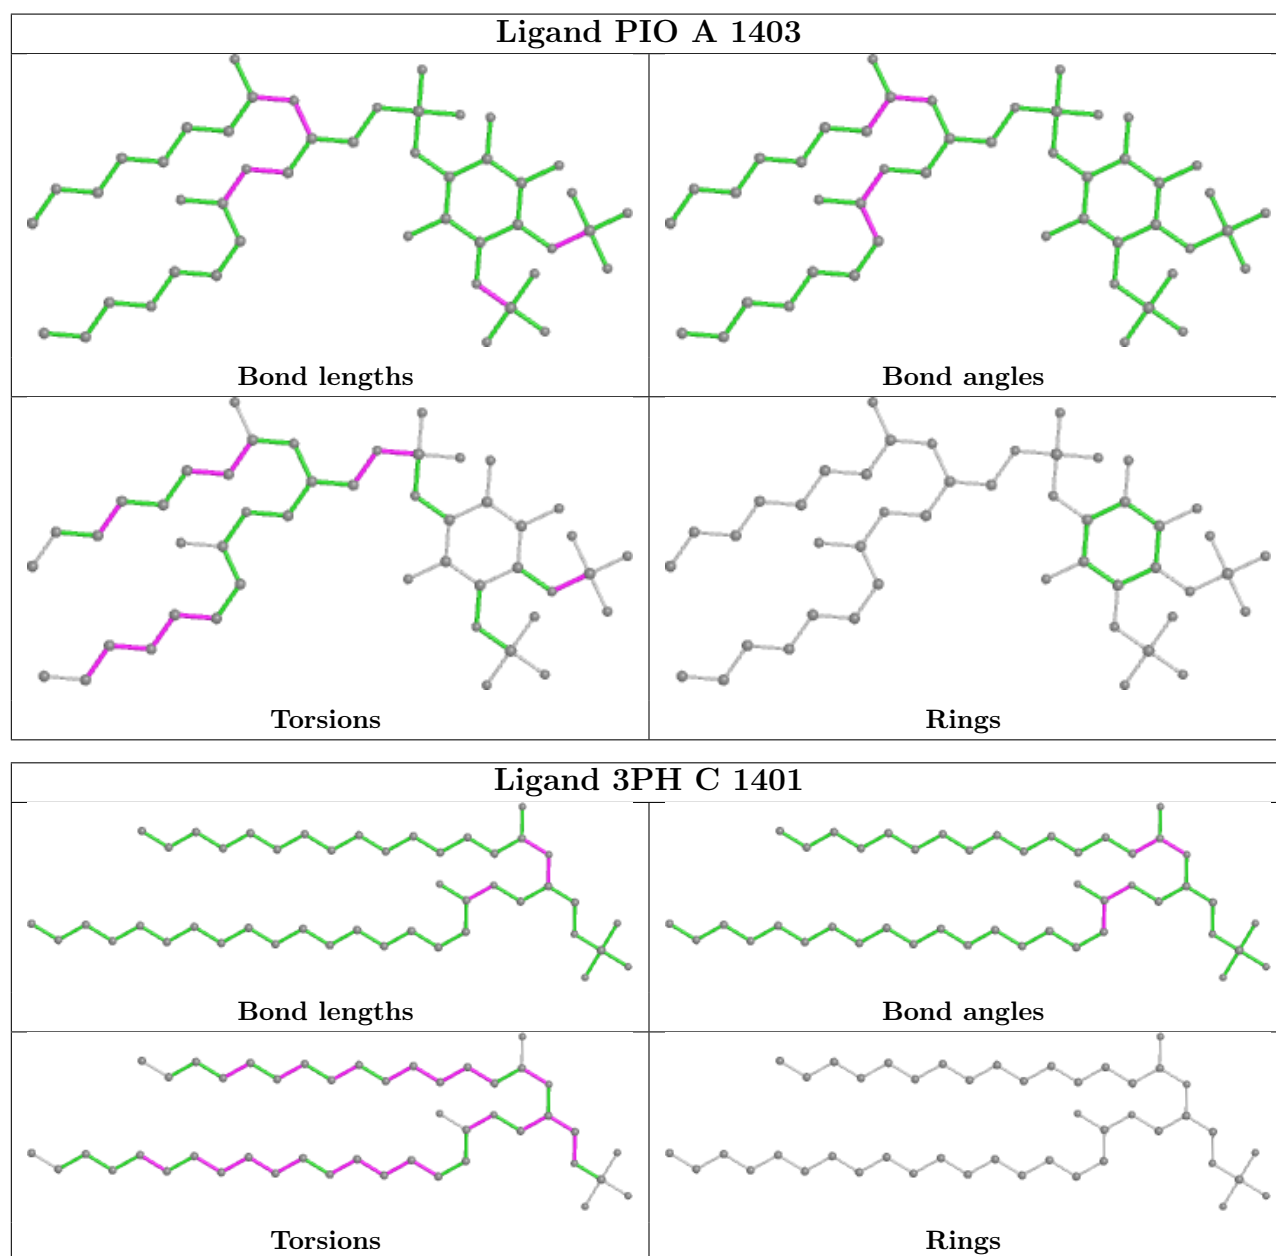 Ligand PIO A 1403
Bond lengths
Bond angles
Torsions
Rings
Ligand 3PH C 1401
Bond lengths
Bond angles
Torsions
Rings